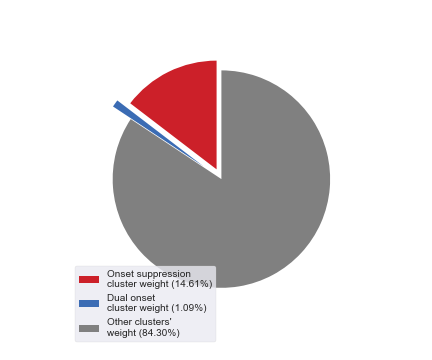 Onset suppression
cluster weight (14.61%)
Dual onset
cluster weight (1.09%)
Other clusters'
weight (84.30%)